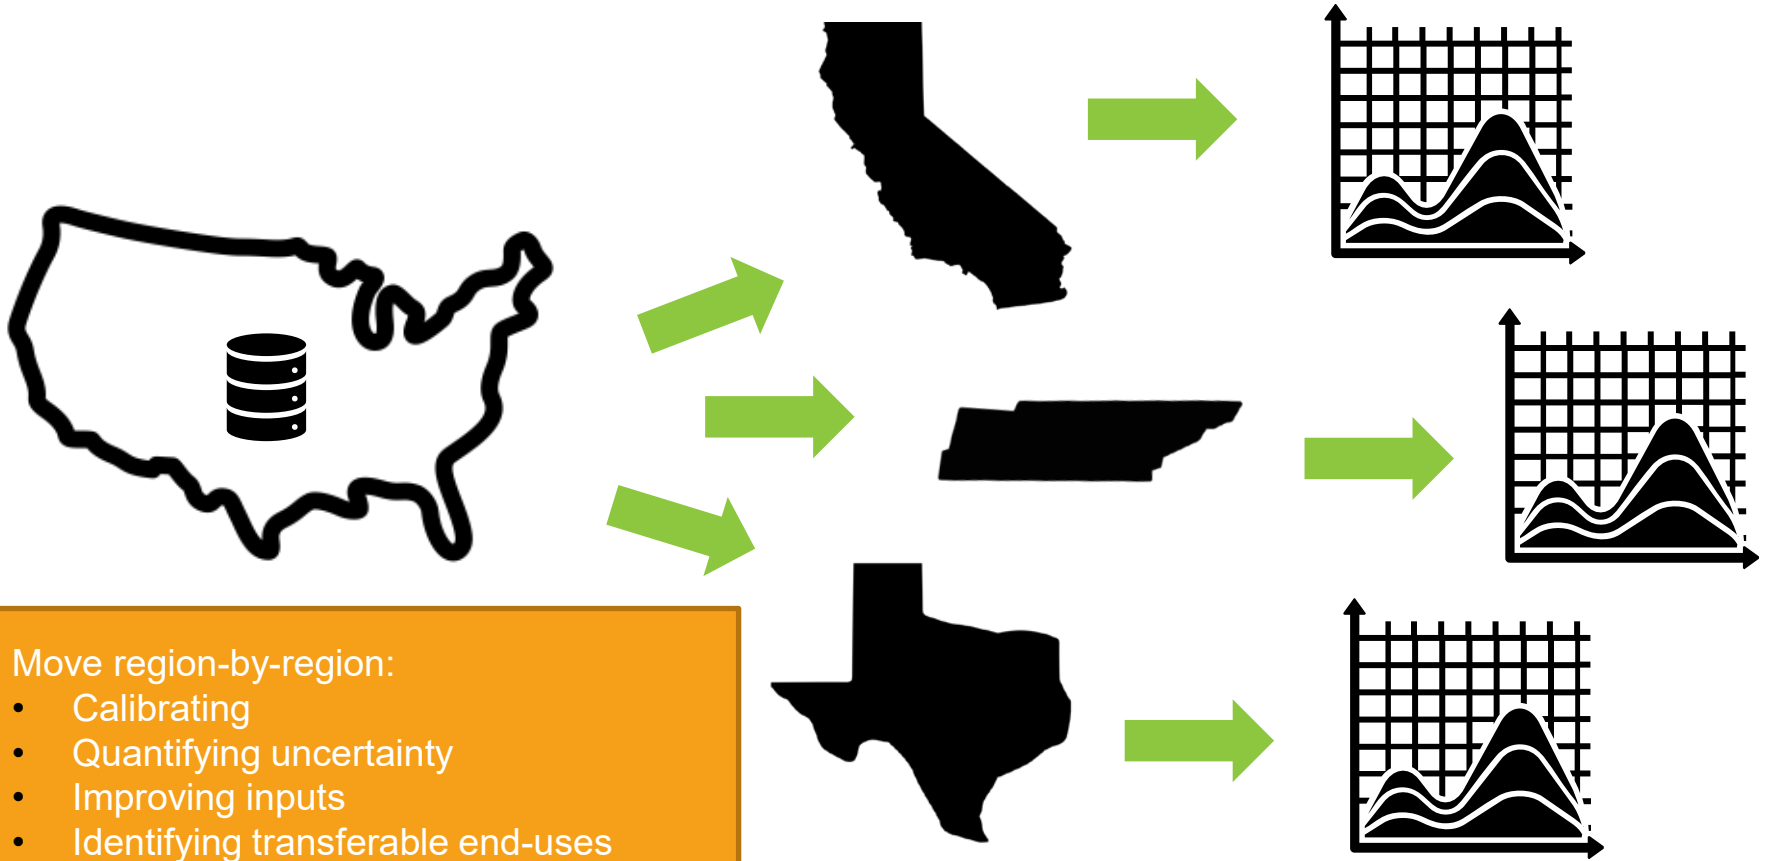 Move region-by-region:
• Calibrating
• Quantifying uncertainty
• Improving inputs
• Identifying transferable end-uses